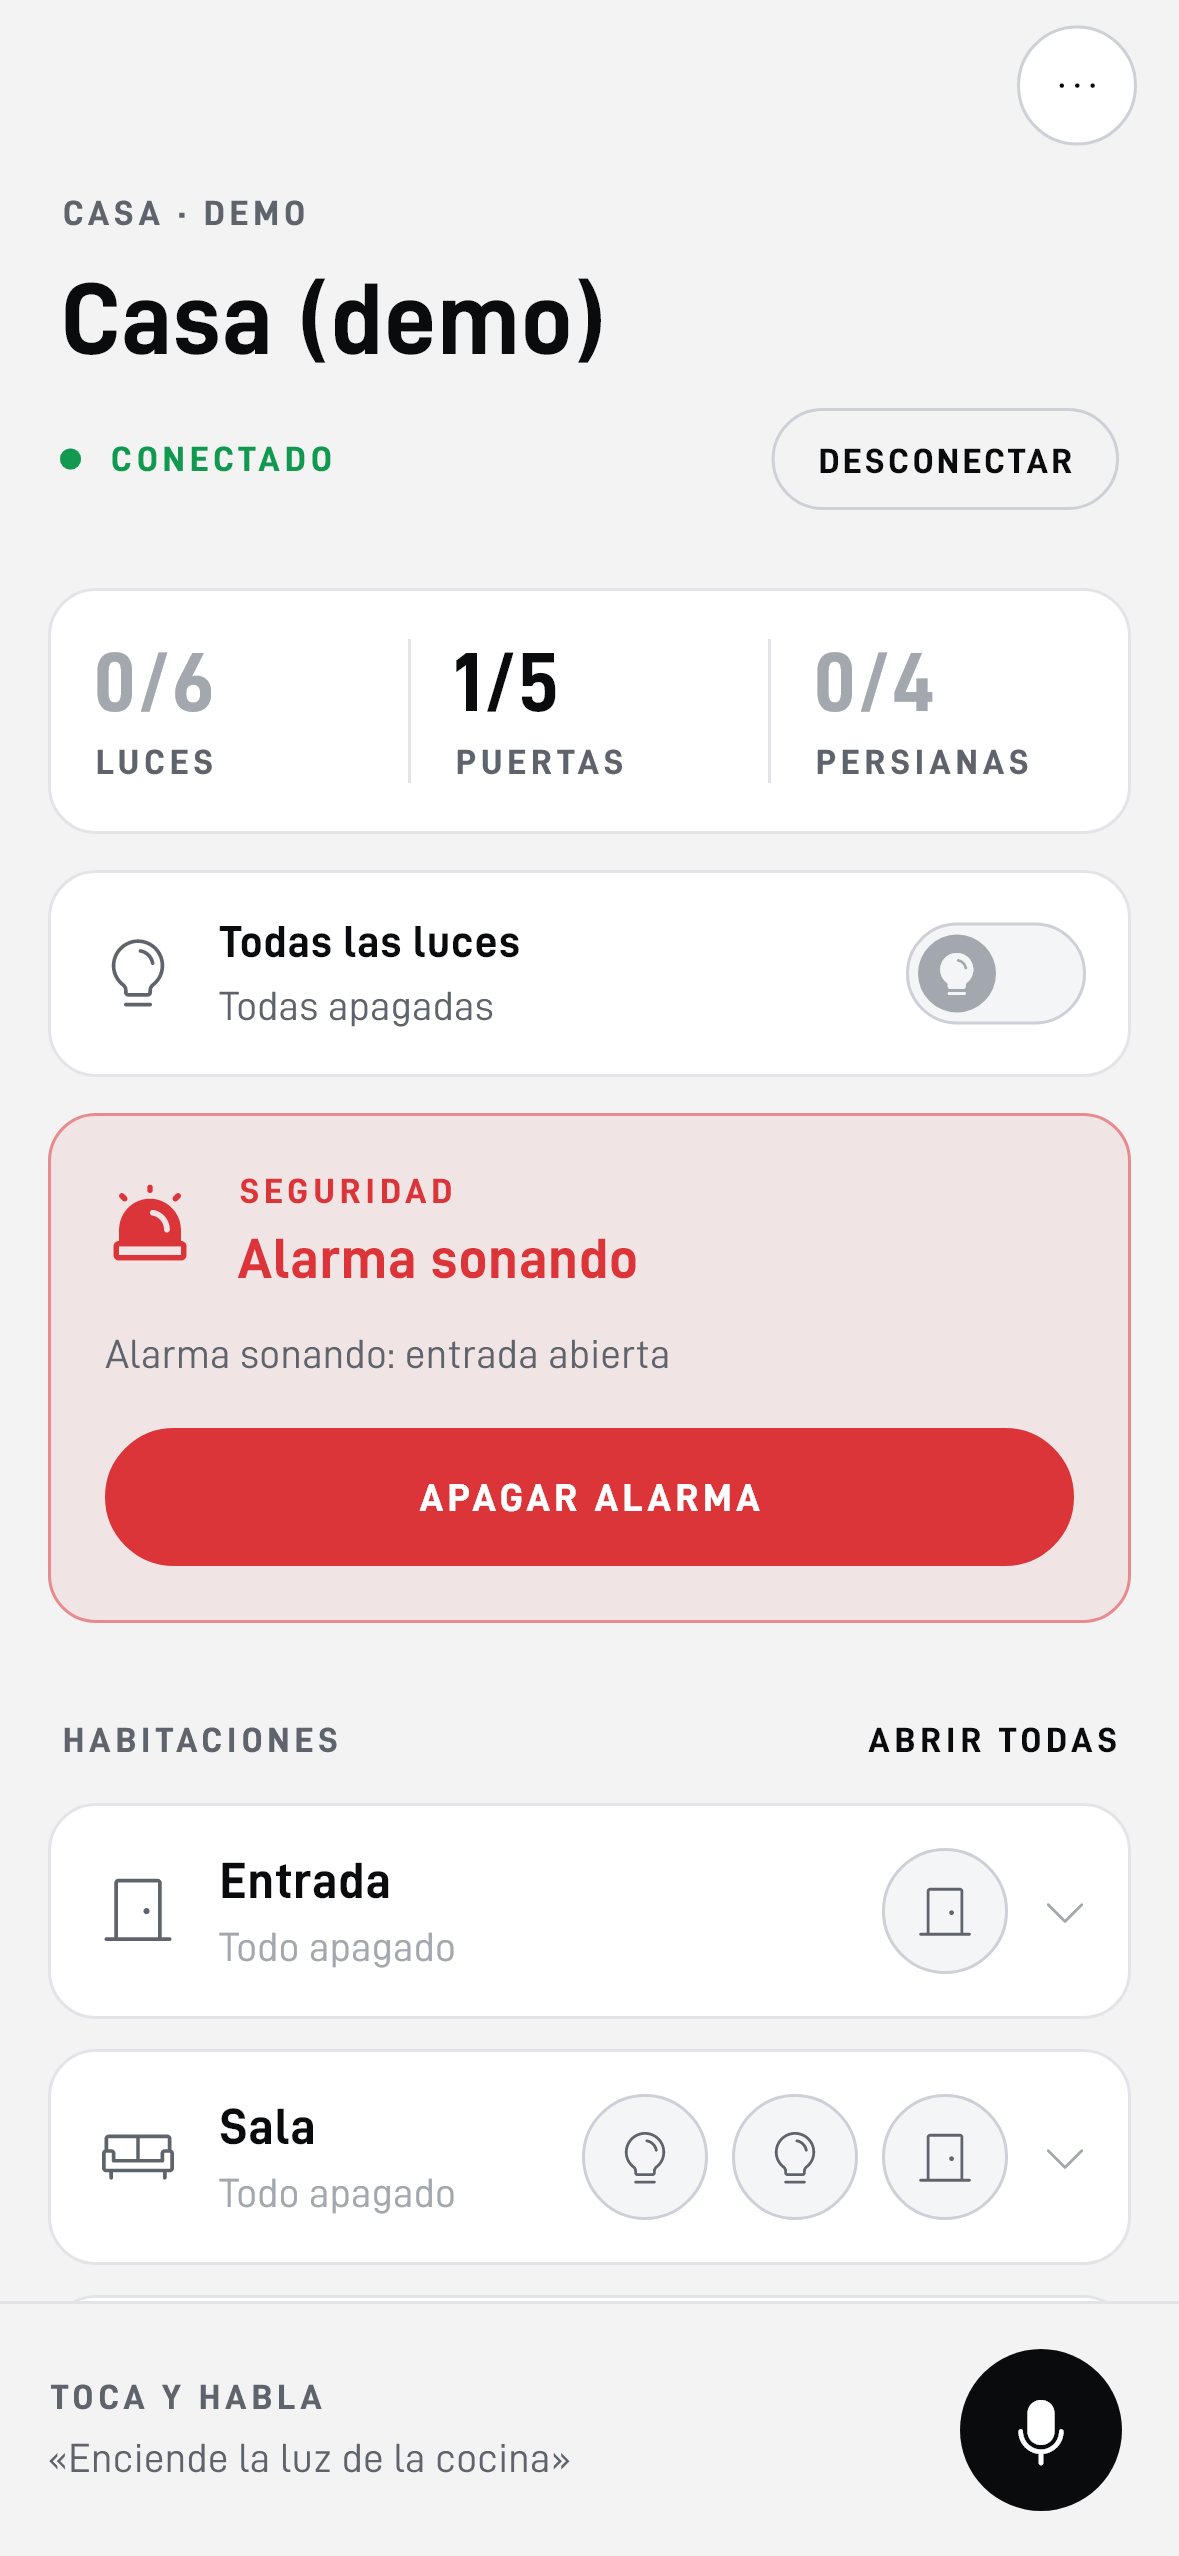 CASA · DEMO
Casa (demo)
CONECTADO
DESCONECTAR
0/6
LUCES
1/5
PUERTAS
0/4
PERSIANAS
Todas las luces
Todas apagadas
SEGURIDAD
Alarma sonando
Alarma sonando: entrada abierta
APAGAR ALARMA
HABITACIONES
ABRIR TODAS
Entrada
Todo apagado
Sala
Todo apagado
TOCA Y HABLA
«Enciende la luz de la cocina»